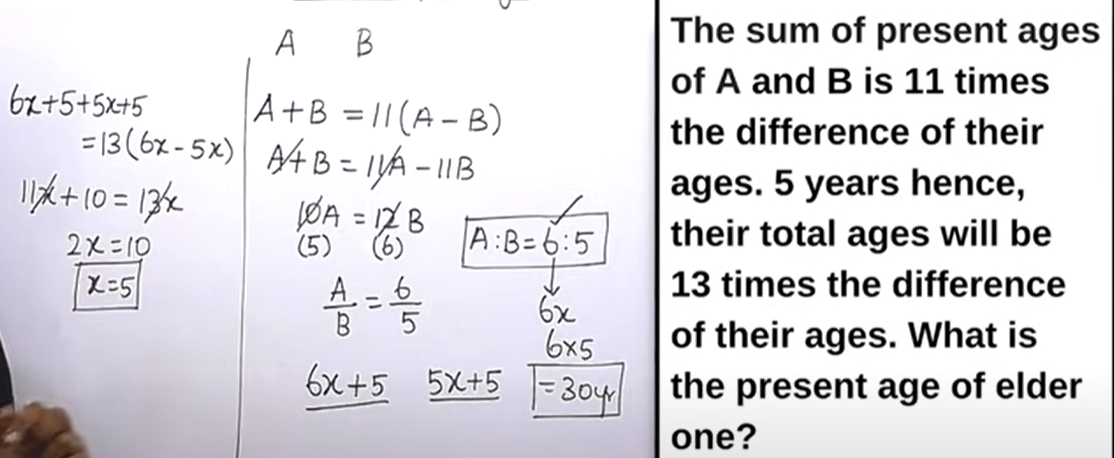 A B
6x+5+5x+5
=13(6x-5x)
11x+10=13x
2x=10
x=5
A+B=11(A-B)
A+B=11A-11B
10A=12B
(5) (6)
A/B=6/5
6x+5 5x+5
A:B=6:5
6x
6x5
=30yr
The sum of present ages
of A and B is 11 times
the difference of their
ages. 5 years hence,
their total ages will be
13 times the difference
of their ages. What is
the present age of elder
one?